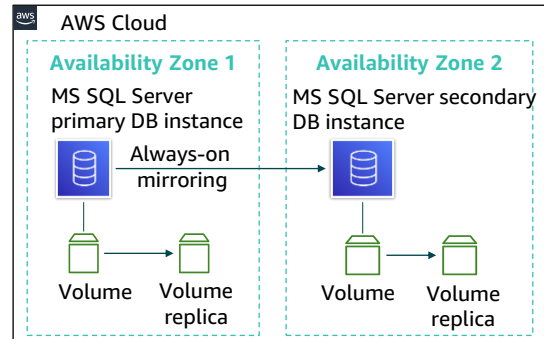 aws
AWS Cloud
Availability Zone 1
MS SQL Server
primary DB instance
Always-on
mirroring
Volume
Volume
replica
Availability Zone 2
MS SQL Server secondary
DB instance
Volume
Volume
replica